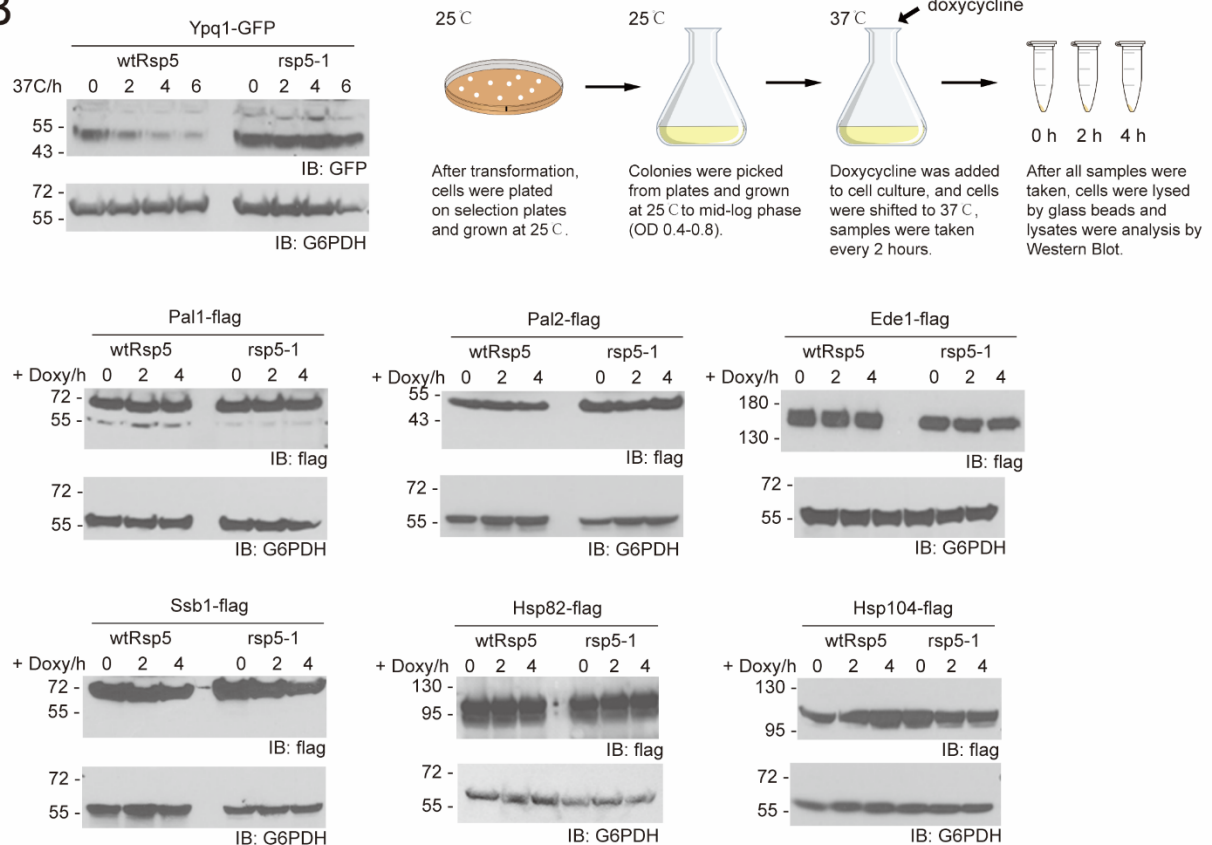 B
Ypq1-GFP
wtRsp5 rsp5-1
37C/h 0 2 4 6 0 2 4 6
55 -
43 -
IB: GFP
72 -
55 -
IB: G6PDH
25℃
25℃
37℃
doxycycline
0 h 2 h 4 h
After transformation,
cells were plated
on selection plates
and grown at 25℃.
Colonies were picked
from plates and grown
at 25℃ to mid-log phase
(OD 0.4-0.8).
Doxycycline was added
to cell culture, and cells
were shifted to 37℃,
samples were taken
every 2 hours.
After all samples were
taken, cells were lysed
by glass beads and
lysates were analysis by
Western Blot.
Pal1-flag
wtRsp5 rsp5-1
+ Doxy/h 0 2 4 0 2 4
72 -
55 -
IB: flag
72 -
55 -
IB: G6PDH
Pal2-flag
wtRsp5 rsp5-1
+ Doxy/h 0 2 4 0 2 4
55 -
43 -
IB: flag
72 -
55 -
IB: G6PDH
Ede1-flag
wtRsp5 rsp5-1
+ Doxy/h 0 2 4 0 2 4
180 -
130 -
IB: flag
72 -
55 -
IB: G6PDH
Ssb1-flag
wtRsp5 rsp5-1
+ Doxy/h 0 2 4 0 2 4
72 -
55 -
IB: flag
72 -
55 -
IB: G6PDH
Hsp82-flag
wtRsp5 rsp5-1
+ Doxy/h 0 2 4 0 2 4
130 -
95 -
IB: flag
72 -
55 -
IB: G6PDH
Hsp104-flag
wtRsp5 rsp5-1
+ Doxy/h 0 2 4 0 2 4
130 -
95 -
IB: flag
72 -
55 -
IB: G6PDH